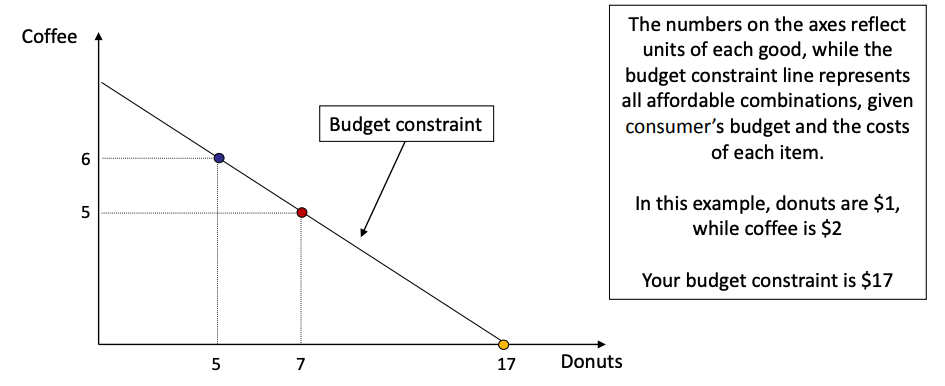 Coffee
6
5
Budget constraint
5
7
17
Donuts
The numbers on the axes reflect
units of each good, while the
budget constraint line represents
all affordable combinations, given
consumer’s budget and the costs
of each item.
In this example, donuts are $1,
while coffee is $2
Your budget constraint is $17